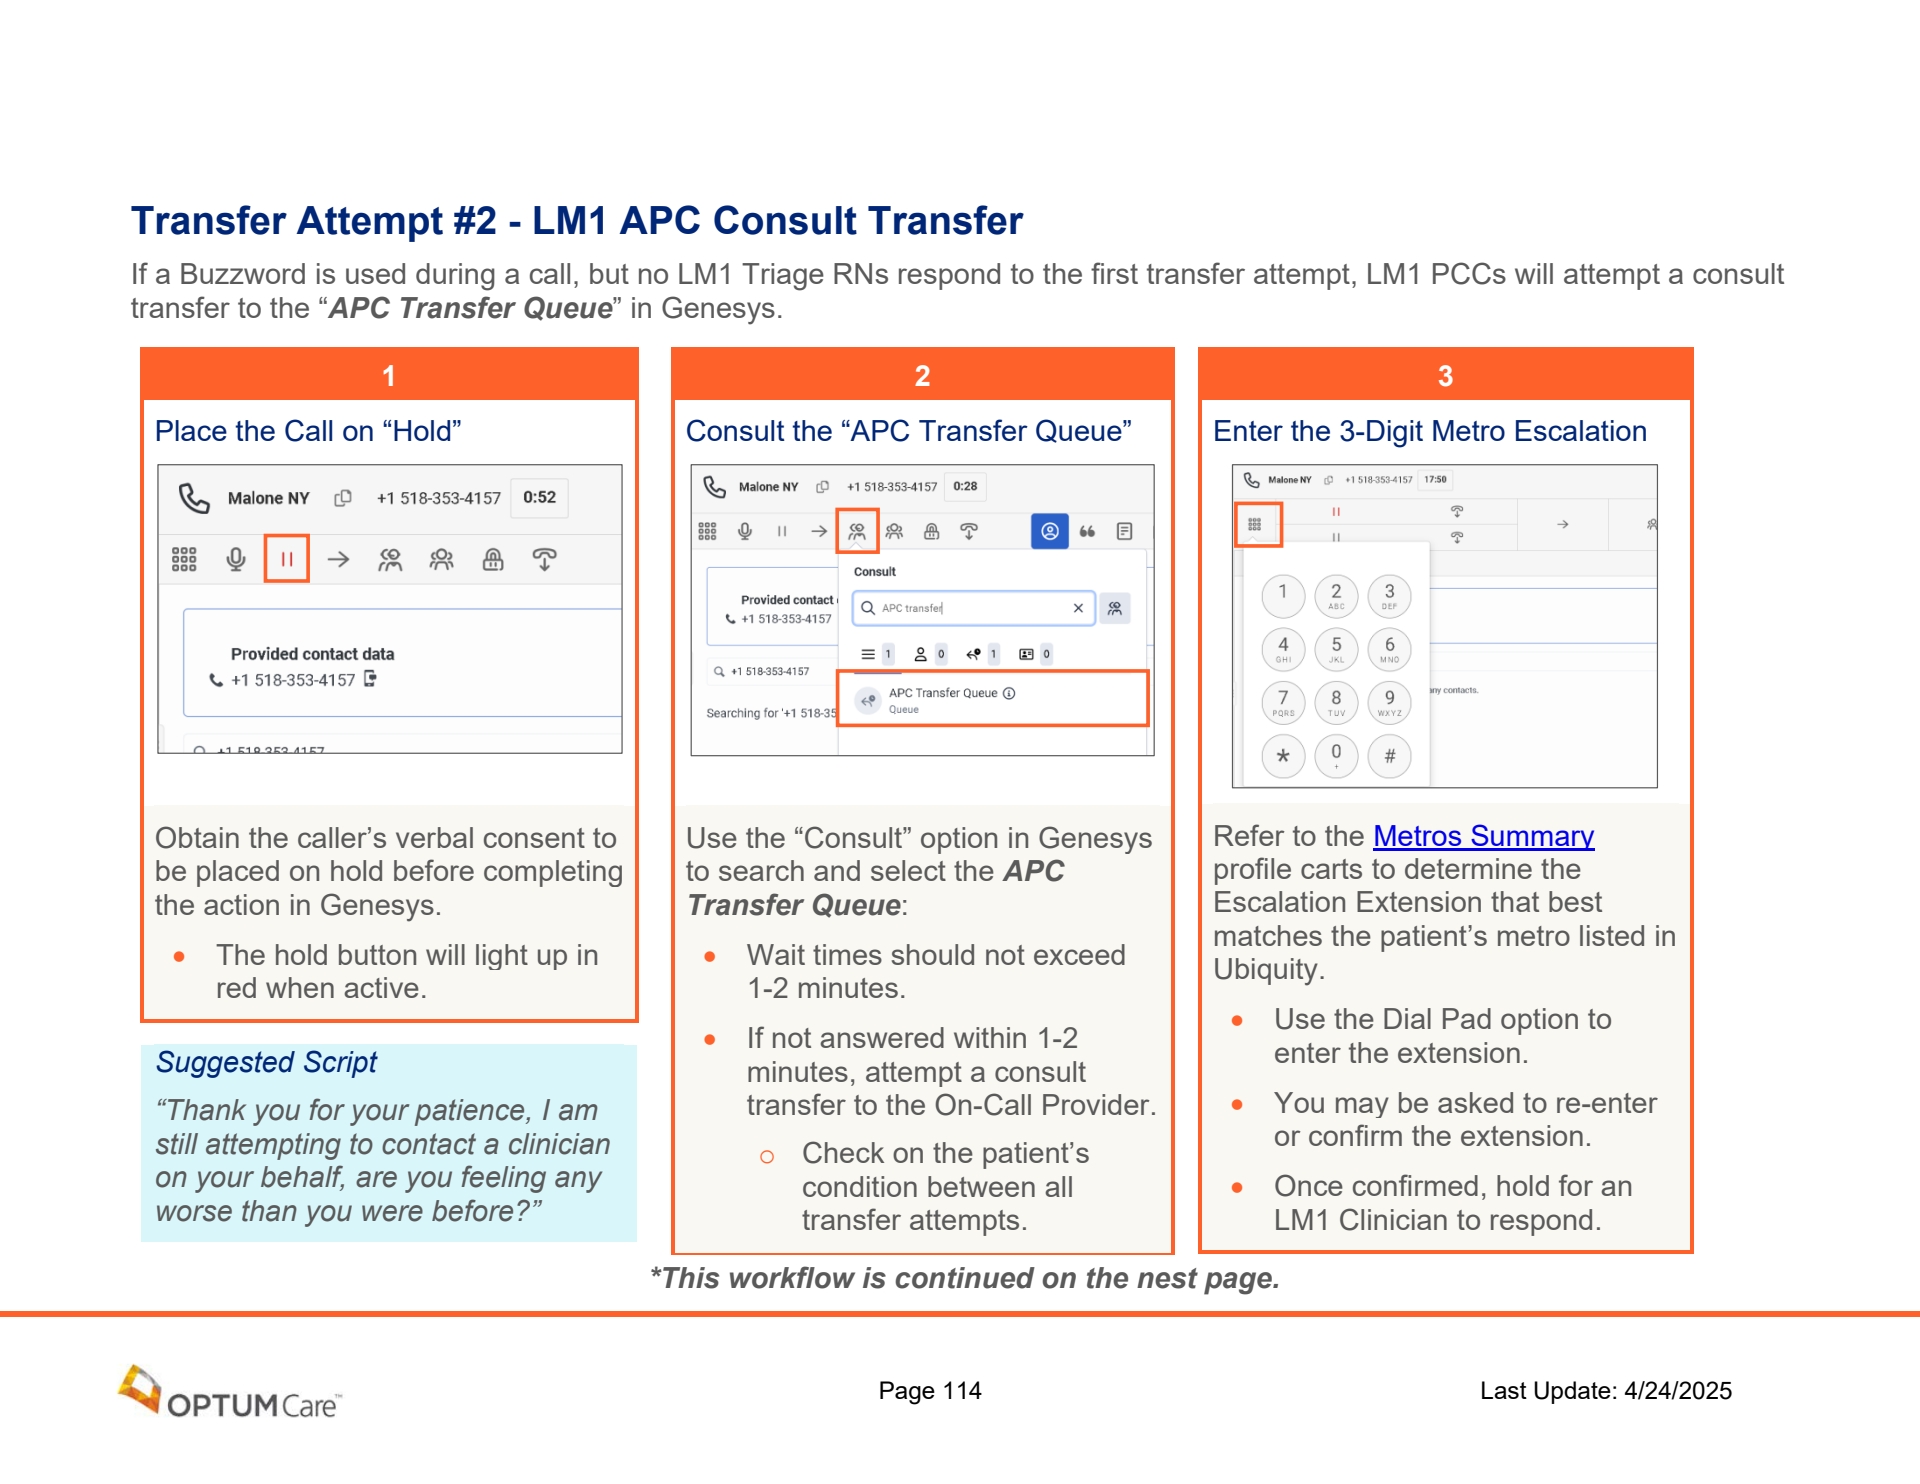 Transfer Attempt #2 - LM1 APC Consult Transfer
If a Buzzword is used during a call, but no LM1 Triage RNs respond to the first transfer attempt, LM1 PCCs will attempt a consult
transfer to the “APC Transfer Queue” in Genesys.
1
Place the Call on “Hold”
Malone NY +1 518-353-4157 0:52
Provided contact data
+1 518-353-4157
+1 518-353-4157
Obtain the caller’s verbal consent to
be placed on hold before completing
the action in Genesys.
• The hold button will light up in
red when active.
Suggested Script
“Thank you for your patience, I am
still attempting to contact a clinician
on your behalf, are you feeling any
worse than you were before?”
2
Consult the “APC Transfer Queue”
Malone NY +1 518-353-4157 0:28
Consult
Provided contact
+1 518-353-4157
APC transfer
1 0 1 0
+1 518-353-4157
APC Transfer Queue
Queue
Searching for '+1 518-35
Use the “Consult” option in Genesys
to search and select the APC
Transfer Queue:
• Wait times should not exceed
1-2 minutes.
• If not answered within 1-2
minutes, attempt a consult
transfer to the On-Call Provider.
○ Check on the patient’s
condition between all
transfer attempts.
3
Enter the 3-Digit Metro Escalation
Malone NY +1 518-353-4157 17:50
1 2 3
ABC DEF
4 5 6
GHI JKL MNO
any contacts.
7 8 9
PQRS TUV WXYZ
* 0 #
+
Refer to the Metros Summary
profile carts to determine the
Escalation Extension that best
matches the patient’s metro listed in
Ubiquity.
• Use the Dial Pad option to
enter the extension.
• You may be asked to re-enter
or confirm the extension.
• Once confirmed, hold for an
LM1 Clinician to respond.
*This workflow is continued on the nest page.
OPTUMCare™
Page 114
Last Update: 4/24/2025